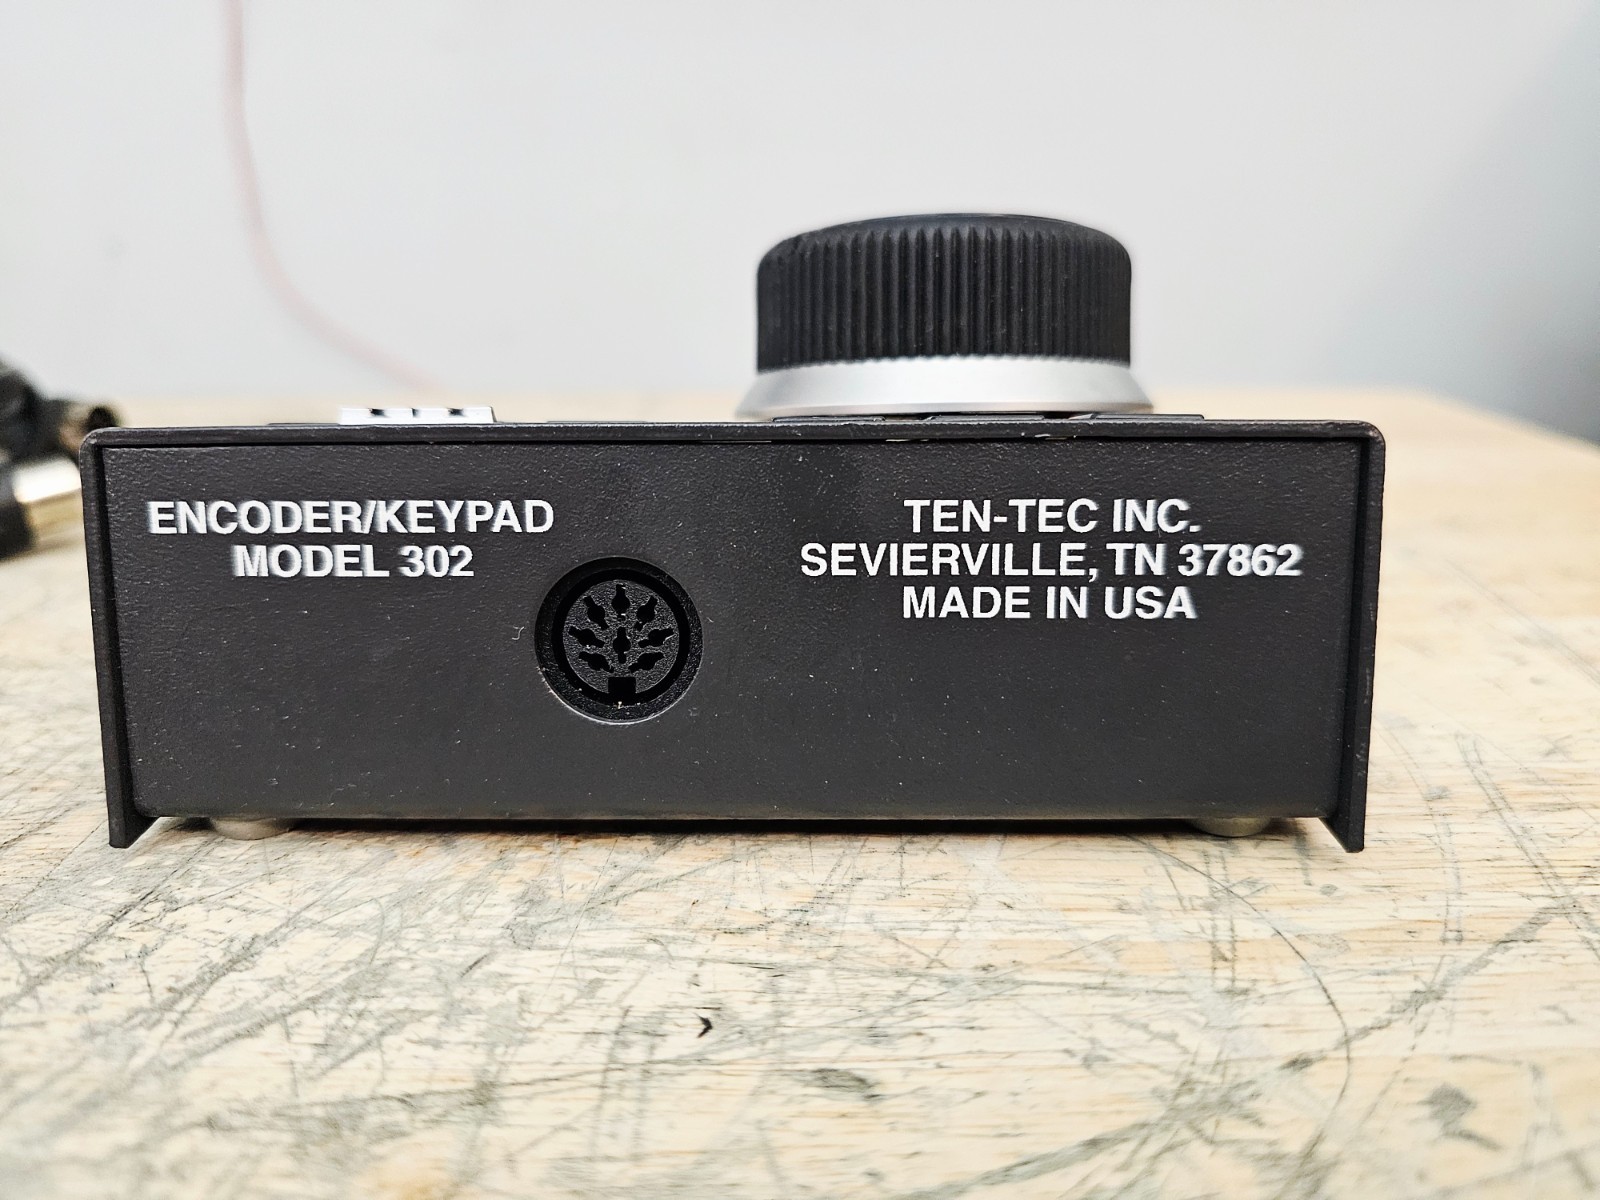 ENCODER/KEYPAD
MODEL 302
TEN-TEC INC.
SEVIERVILLE, TN 37862
MADE IN USA